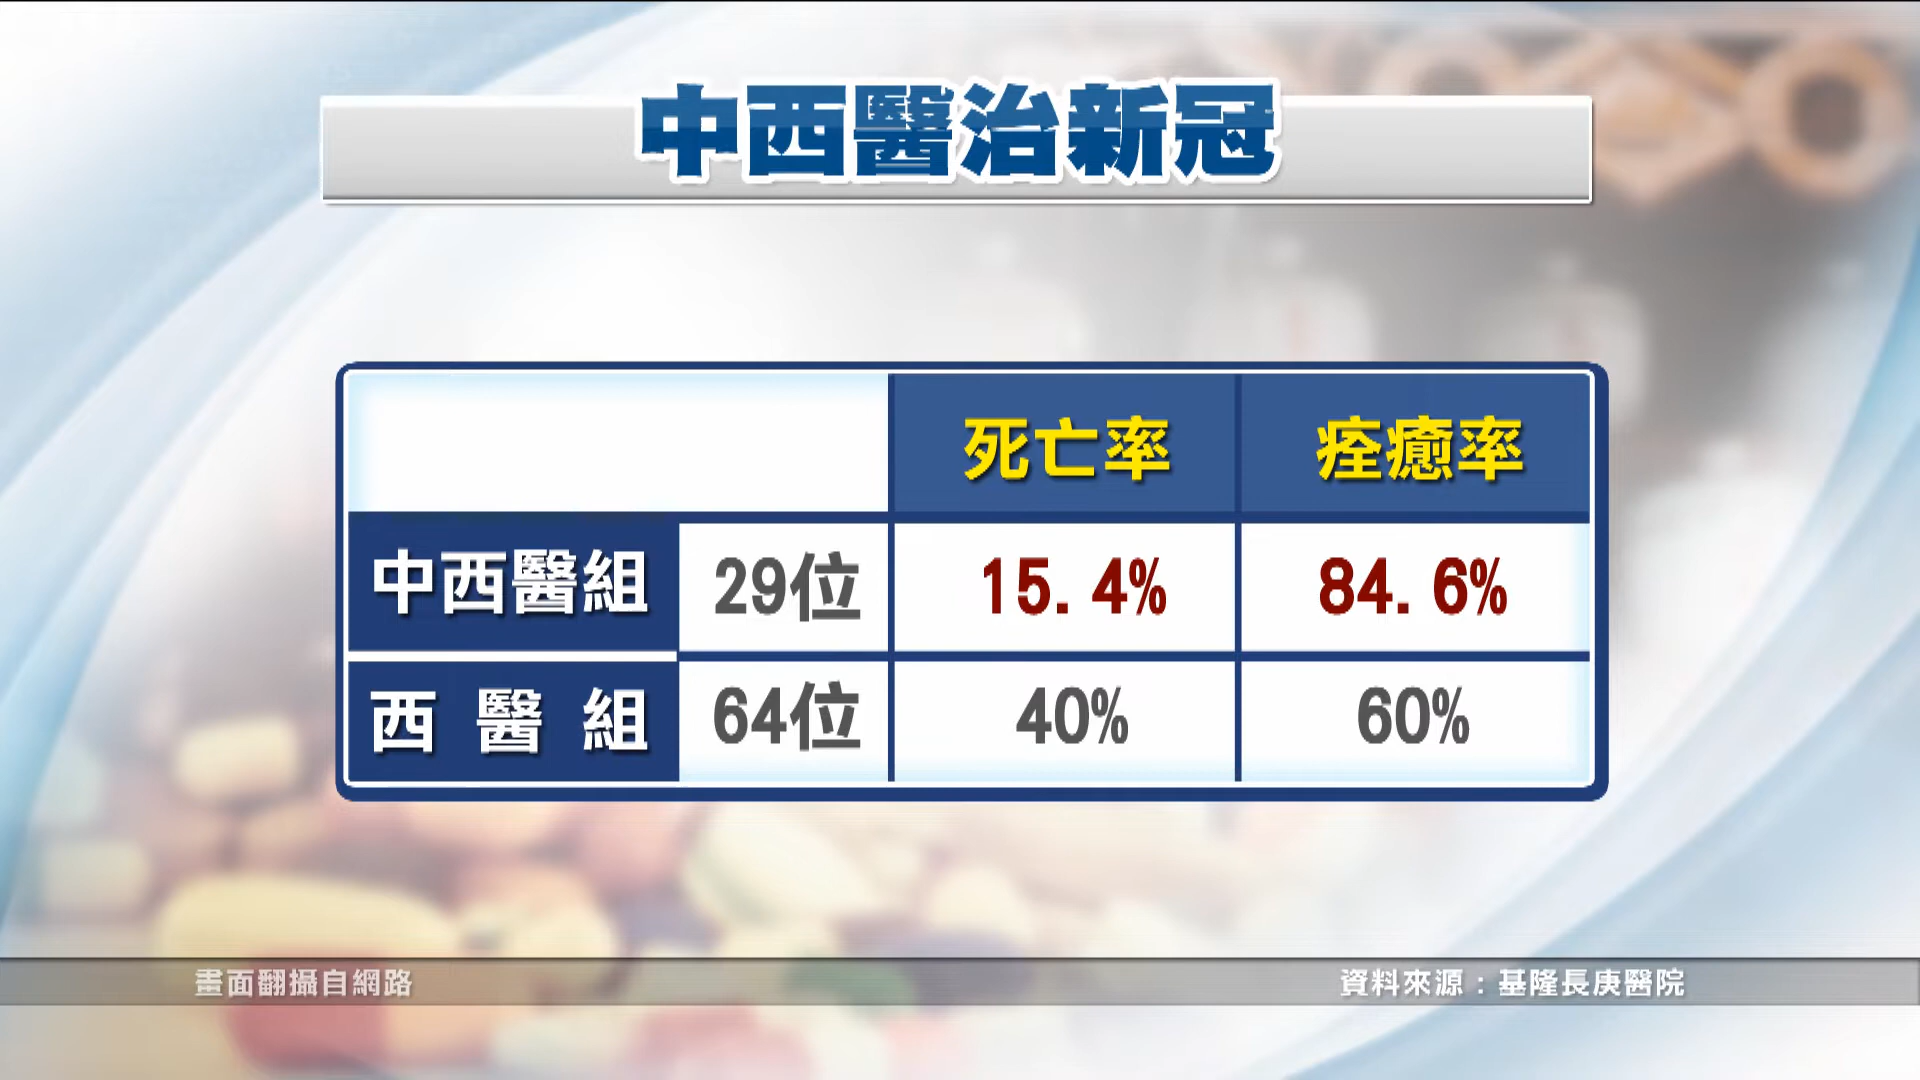 中西醫治新冠
死亡率 痊癒率
中西醫組 29位 15.4% 84.6%
西醫組 64位 40% 60%
畫面翻攝自網路 資料來源：基隆長庚醫院